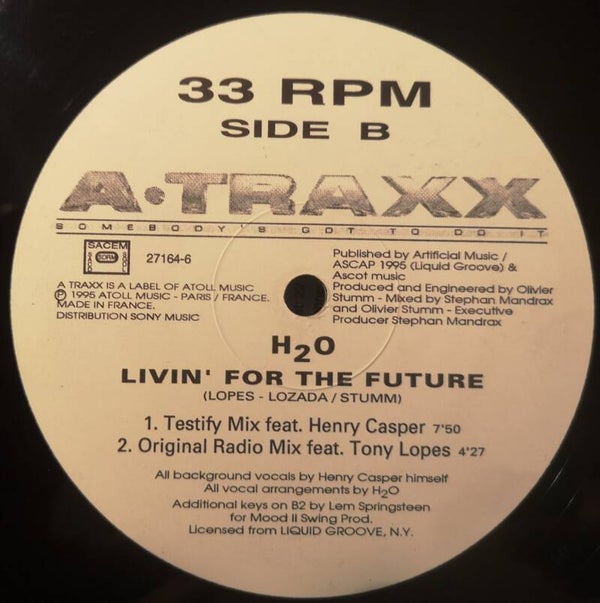 33 RPM
SIDE B
A•TRAXX
SOMEBODY'S GOT TO DO IT
SACEM
SDRM
27164-6
A TRAXX IS A LABEL OF ATOLL MUSIC
℗ 1995 ATOLL MUSIC - PARIS / FRANCE.
MADE IN FRANCE.
DISTRIBUTION SONY MUSIC
Published by Artificial Music /
ASCAP 1995 (Liquid Groove) &
Ascot music
Produced and Engineered by Olivier
Stumm - Mixed by Stephan Mandrax
and Olivier Stumm - Executive
Producer Stephan Mandrax
H2O
LIVIN' FOR THE FUTURE
(LOPES - LOZADA / STUMM)
1. Testify Mix feat. Henry Casper 7'50
2. Original Radio Mix feat. Tony Lopes 4'27
All background vocals by Henry Casper himself
All vocal arrangements by H2O
Additional keys on B2 by Lem Springsteen
for Mood II Swing Prod.
Licensed from LIQUID GROOVE, N.Y.